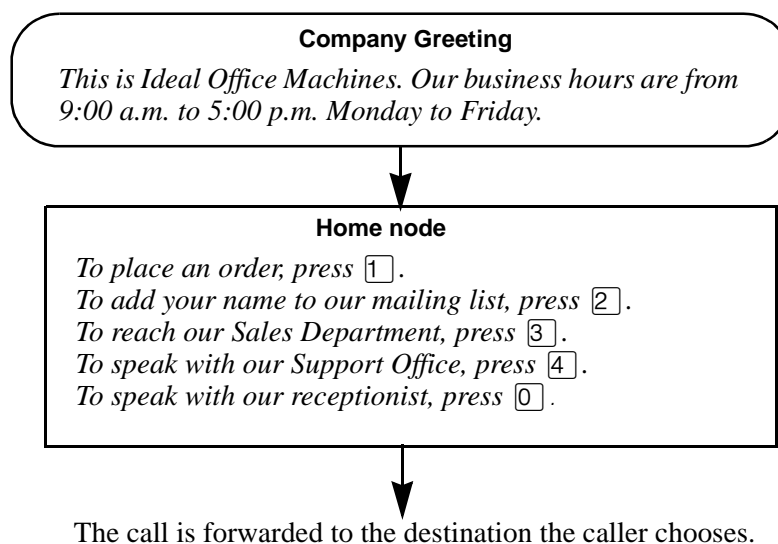 Company Greeting
This is Ideal Office Machines. Our business hours are from
9:00 a.m. to 5:00 p.m. Monday to Friday.
Home node
To place an order, press 1 .
To add your name to our mailing list, press 2 .
To reach our Sales Department, press 3 .
To speak with our Support Office, press 4 .
To speak with our receptionist, press 0 .
The call is forwarded to the destination the caller chooses.